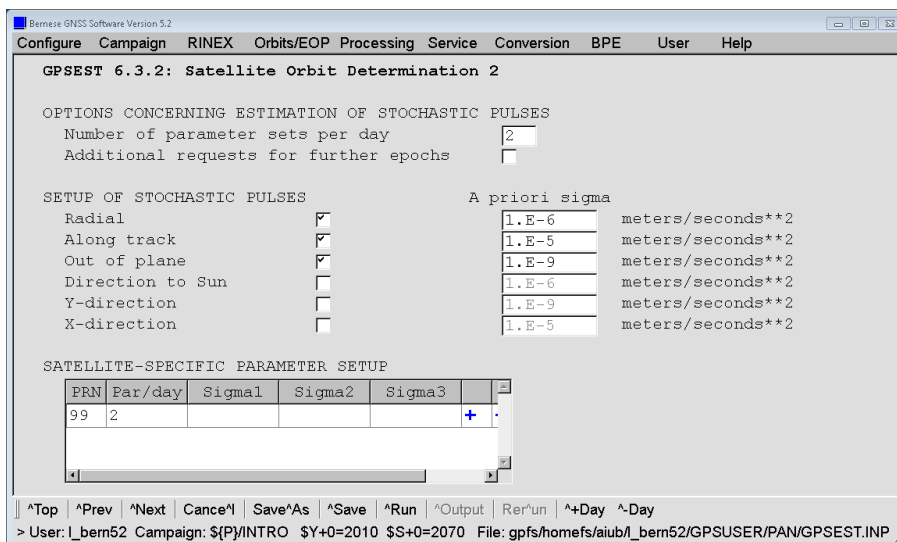 Bernese GNSS Software Version 5.2
Configure Campaign RINEX Orbits/EOP Processing Service Conversion BPE User Help
GPSEST 6.3.2: Satellite Orbit Determination 2
OPTIONS CONCERNING ESTIMATION OF STOCHASTIC PULSES
Number of parameter sets per day 2
Additional requests for further epochs
SETUP OF STOCHASTIC PULSES A priori sigma
Radial 1.E-6 meters/seconds**2
Along track 1.E-5 meters/seconds**2
Out of plane 1.E-9 meters/seconds**2
Direction to Sun 1.E-6 meters/seconds**2
Y-direction 1.E-9 meters/seconds**2
X-direction 1.E-5 meters/seconds**2
SATELLITE-SPECIFIC PARAMETER SETUP
PRN Par/day Sigma1 Sigma2 Sigma3
99 2 +
^Top | ^Prev | ^Next | Cance^l | Save^As | ^Save | ^Run | ^Output | Rer^un | ^+Day ^-Day
> User: l_bern52 Campaign: ${P}/INTRO $Y+0=2010 $S+0=2070 File: gpfs/homefs/aiub/l_bern52/GPSUSER/PAN/GPSEST.INP